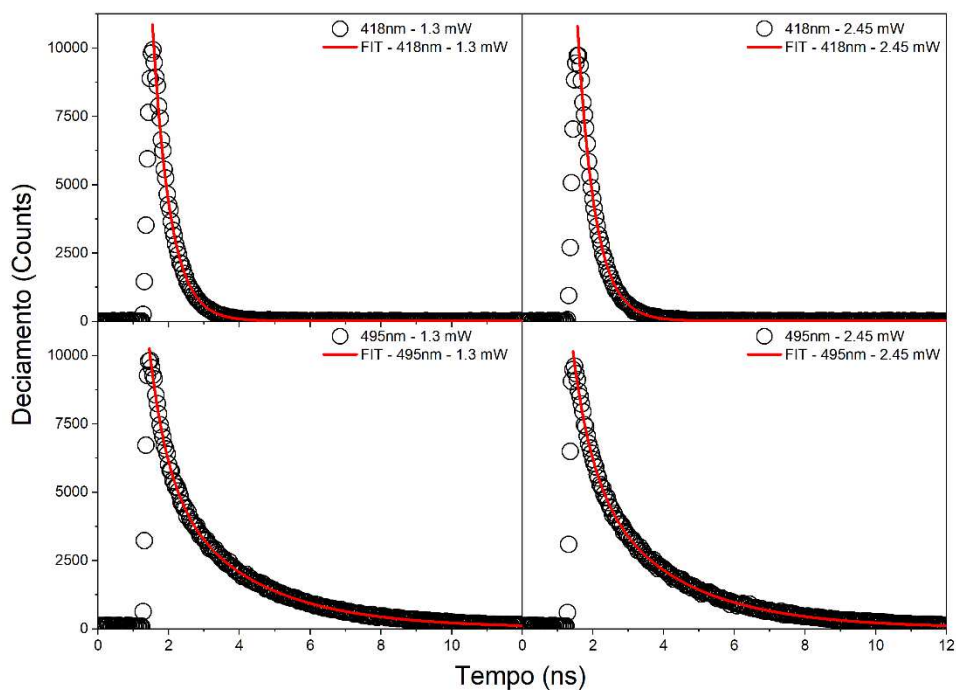 418nm - 1.3 mW
FIT - 418nm - 1.3 mW
418nm - 2.45 mW
FIT - 418nm - 2.45 mW
10000
7500
5000
2500
0
495nm - 1.3 mW
FIT - 495nm - 1.3 mW
495nm - 2.45 mW
FIT - 495nm - 2.45 mW
10000
7500
5000
2500
0
0 2 4 6 8 10 0 2 4 6 8 10 12
Deciamento (Counts)
Tempo (ns)